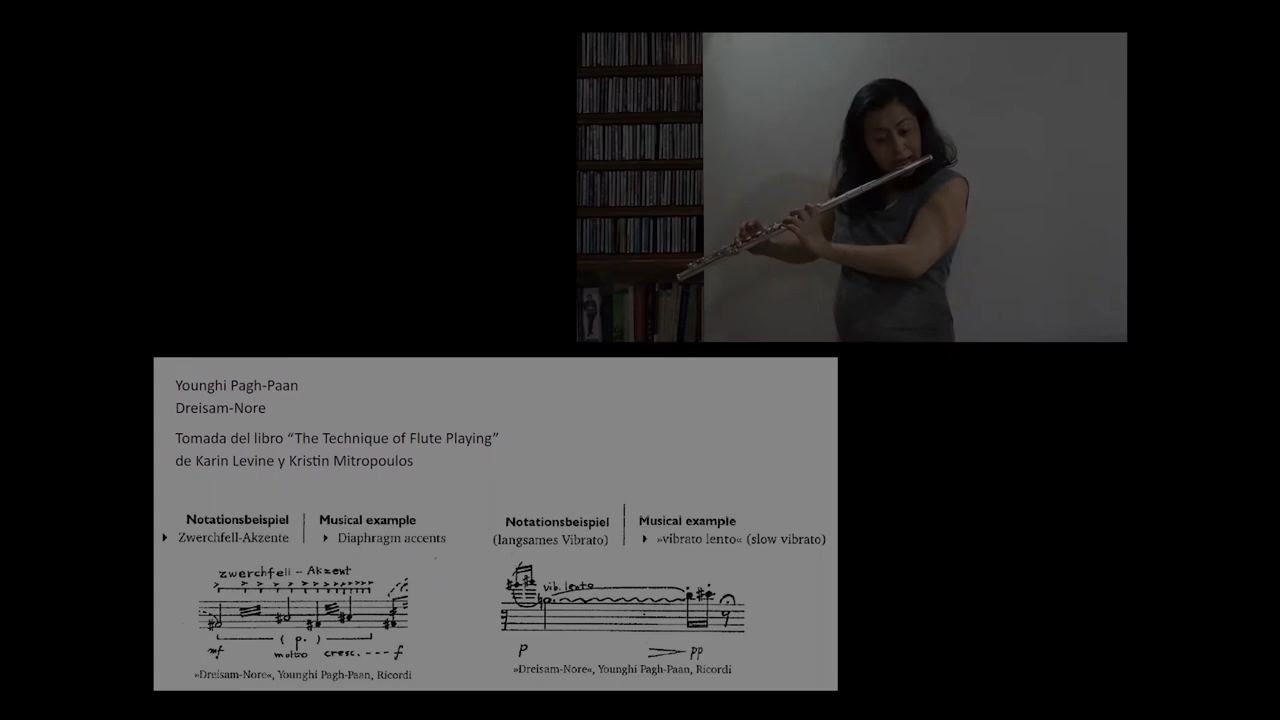 Younghi Pagh-Paan
Dreisam-Nore
Tomada del libro “The Technique of Flute Playing”
de Karin Levine y Kristin Mitropoulos
Notationsbeispiel
Zwerchfell-Akzente
Musical example
Diaphragm accents
zwerchfell - Akzent
( p. )
mf molto cresc. - - - f
»Dreisam-Nore«, Younghi Pagh-Paan, Ricordi
Notationsbeispiel
(langsames Vibrato)
Musical example
»vibrato lento« (slow vibrato)
vib. lento
p pp
»Dreisam-Nore«, Younghi Pagh-Paan, Ricordi